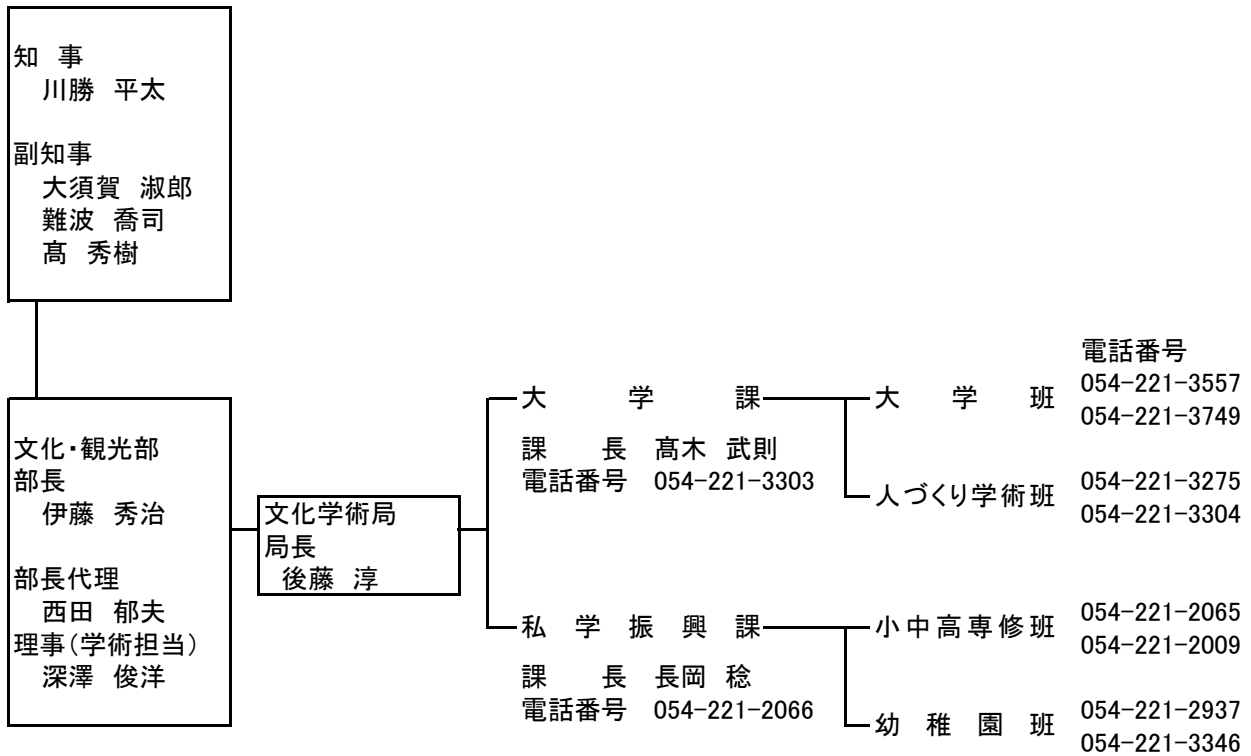 知 事
川勝 平太
副知事
大須賀 淑郎
難波 喬司
髙 秀樹
文化・観光部
部長
伊藤 秀治
部長代理
西田 郁夫
理事(学術担当)
深澤 俊洋
文化学術局
局長
後藤 淳
大 学 課
課 長 髙木 武則
電話番号 054-221-3303
私 学 振 興 課
課 長 長岡 稔
電話番号 054-221-2066
電話番号
大 学 班 054-221-3557
054-221-3749
人づくり学術班 054-221-3275
054-221-3304
小中高専修班 054-221-2065
054-221-2009
幼 稚 園 班 054-221-2937
054-221-3346